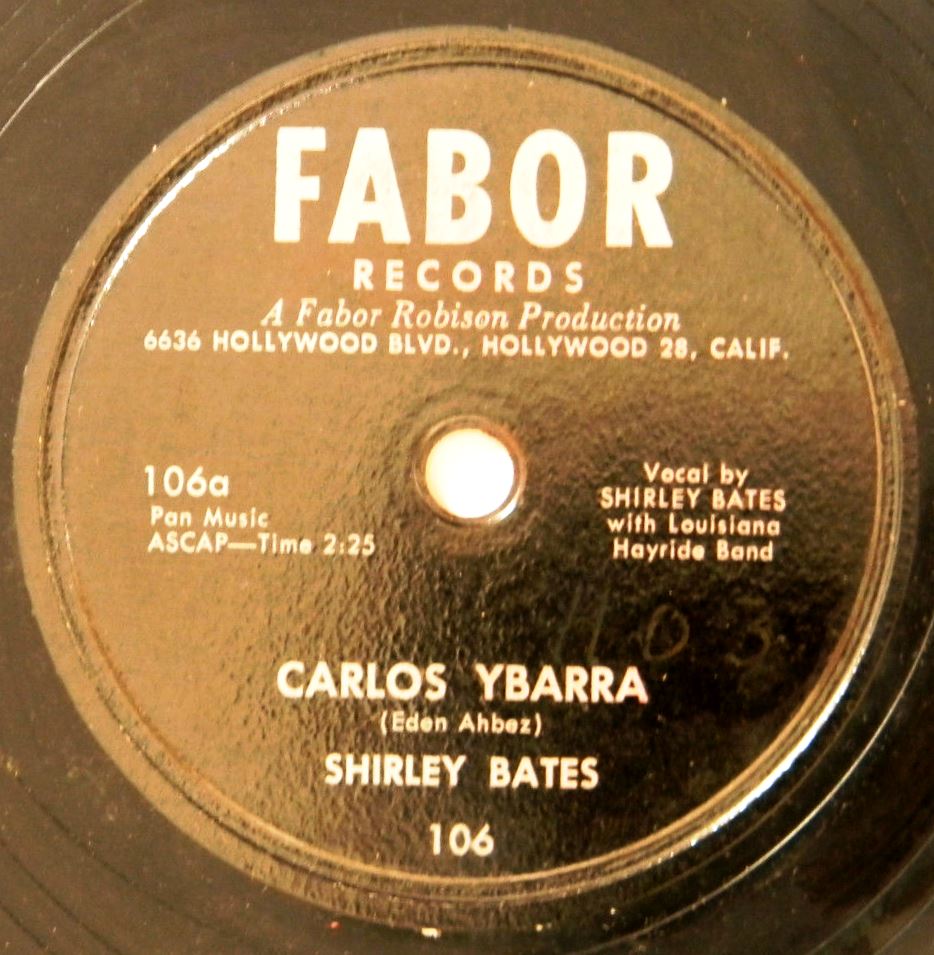 FABOR
RECORDS
A Fabor Robison Production
6636 HOLLYWOOD BLVD., HOLLYWOOD 28, CALIF.
106a
Pan Music
ASCAP—Time 2:25
Vocal by
SHIRLEY BATES
with Louisiana
Hayride Band
CARLOS YBARRA
(Eden Ahbez)
SHIRLEY BATES
106